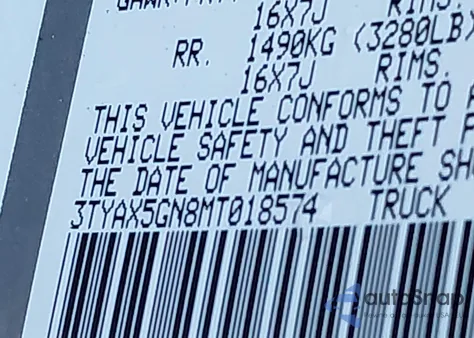 16X7J RIMS.
RR. 1490KG (3280LB)
16X7J RIMS.
THIS VEHICLE CONFORMS TO
VEHICLE SAFETY AND THEFT
THE DATE OF MANUFACTURE
3TYAX5GN8MT018574 TRUCK
autoSnap